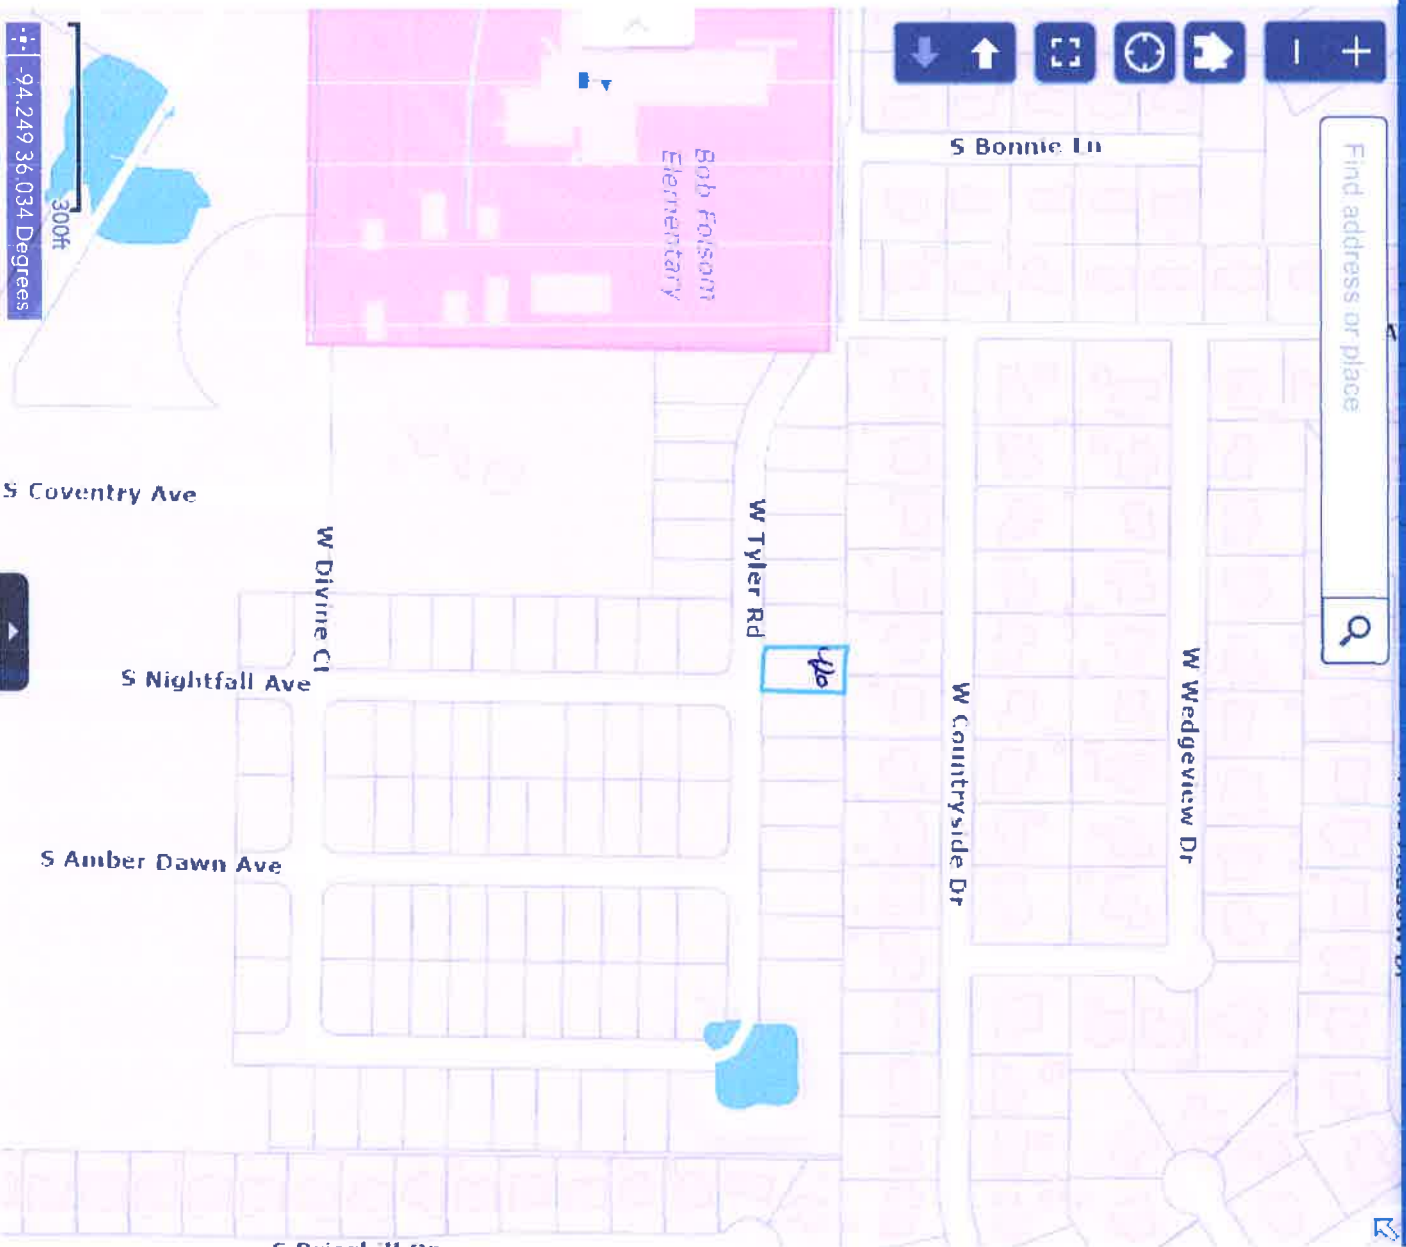 Find address or place
S Bonnie Ln
Bob Folsom
Elementary
W Wedgeview Dr
W Countryside Dr
W Tyler Rd
W Divine Ct
S Coventry Ave
S Nightfall Ave
S Amber Dawn Ave
300ft
-94.249 36.034 Degrees